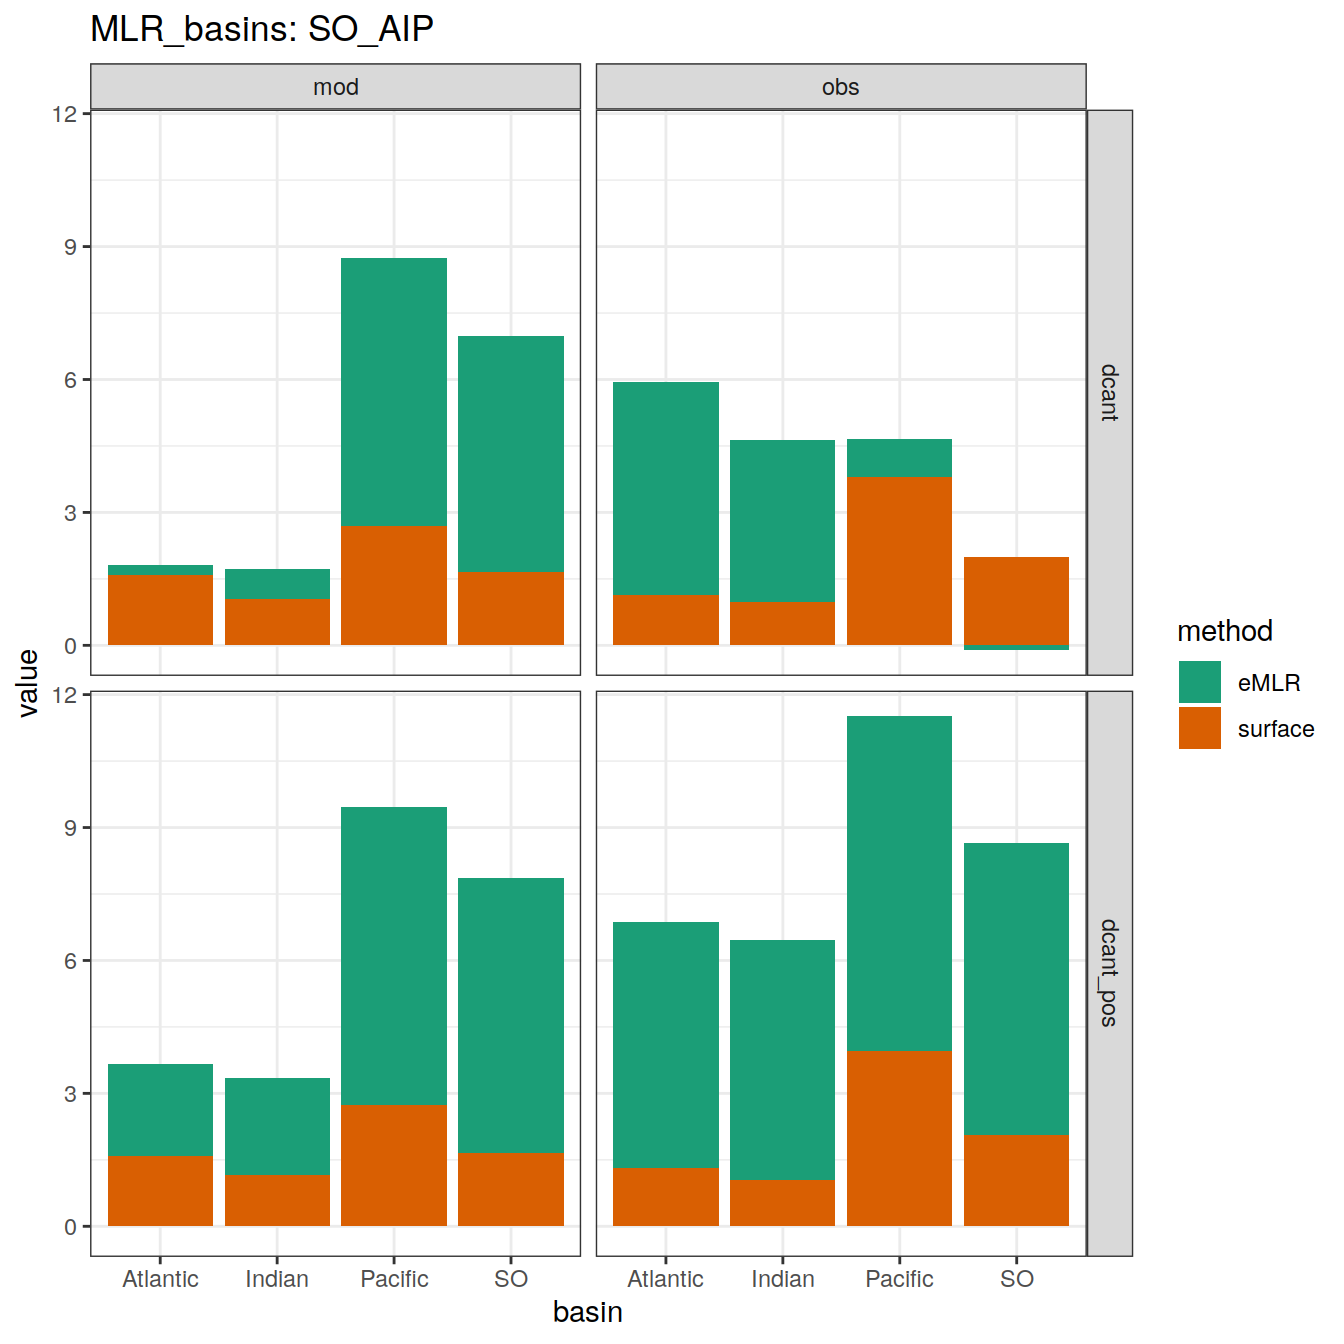 MLR_basins: SO_AIP
mod
obs
12
9
6
3
0
dcant
12
9
6
3
0
dcant_pos
value
Atlantic Indian Pacific SO
Atlantic Indian Pacific SO
basin
method
eMLR
surface